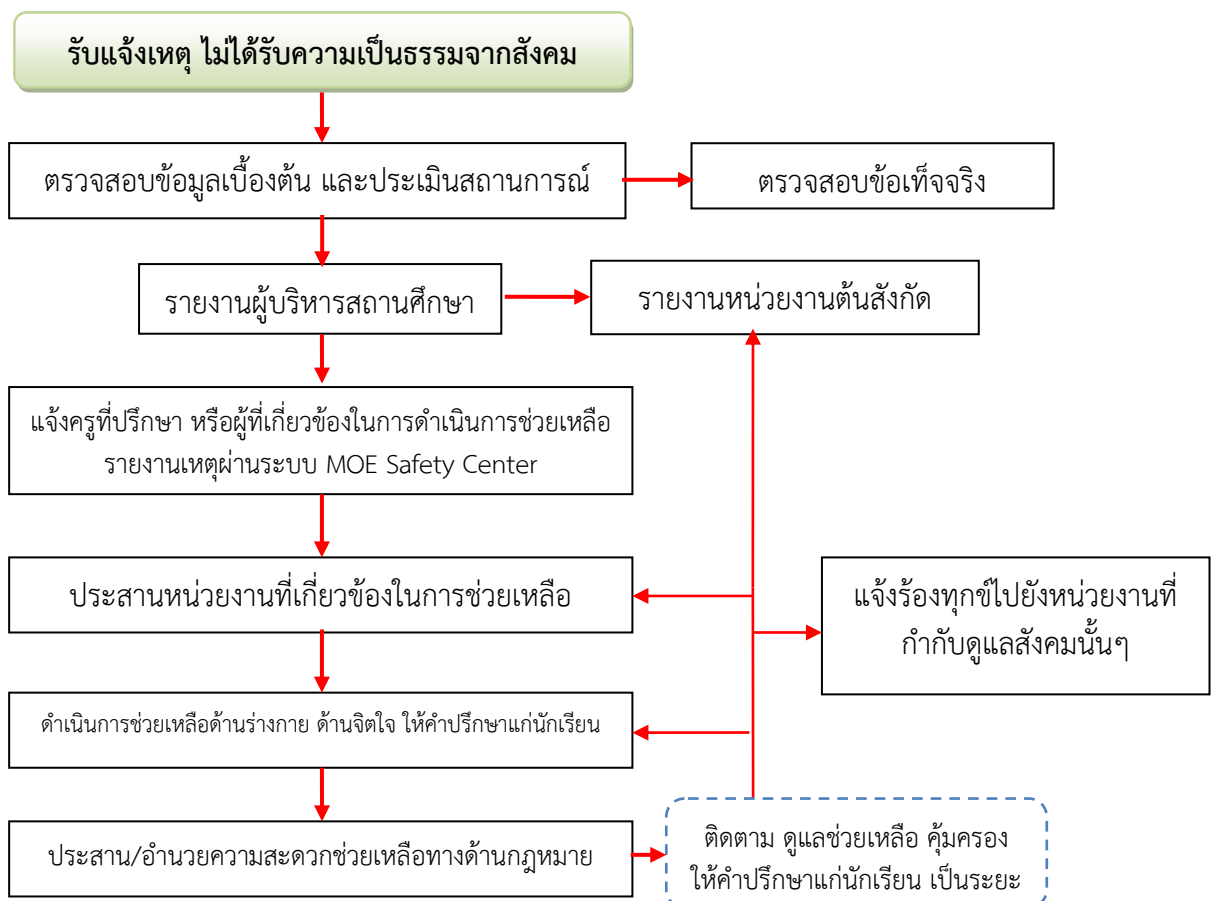 รับแจ้งเหตุ ไม่ได้รับความเป็นธรรมจากสังคม
ตรวจสอบข้อมูลเบื้องต้น และประเมินสถานการณ์
ตรวจสอบข้อเท็จจริง
รายงานผู้บริหารสถานศึกษา
รายงานหน่วยงานต้นสังกัด
แจ้งครูที่ปรึกษา หรือผู้ที่เกี่ยวข้องในการดำเนินการช่วยเหลือ
รายงานเหตุผ่านระบบ MOE Safety Center
ประสานหน่วยงานที่เกี่ยวข้องในการช่วยเหลือ
แจ้งร้องทุกข์ไปยังหน่วยงานที่
กำกับดูแลสังคมนั้นๆ
ดำเนินการช่วยเหลือด้านร่างกาย ด้านจิตใจ ให้คำปรึกษาแก่นักเรียน
ประสาน/อำนวยความสะดวกช่วยเหลือทางด้านกฎหมาย
ติดตาม ดูแลช่วยเหลือ คุ้มครอง
ให้คำปรึกษาแก่นักเรียน เป็นระยะ